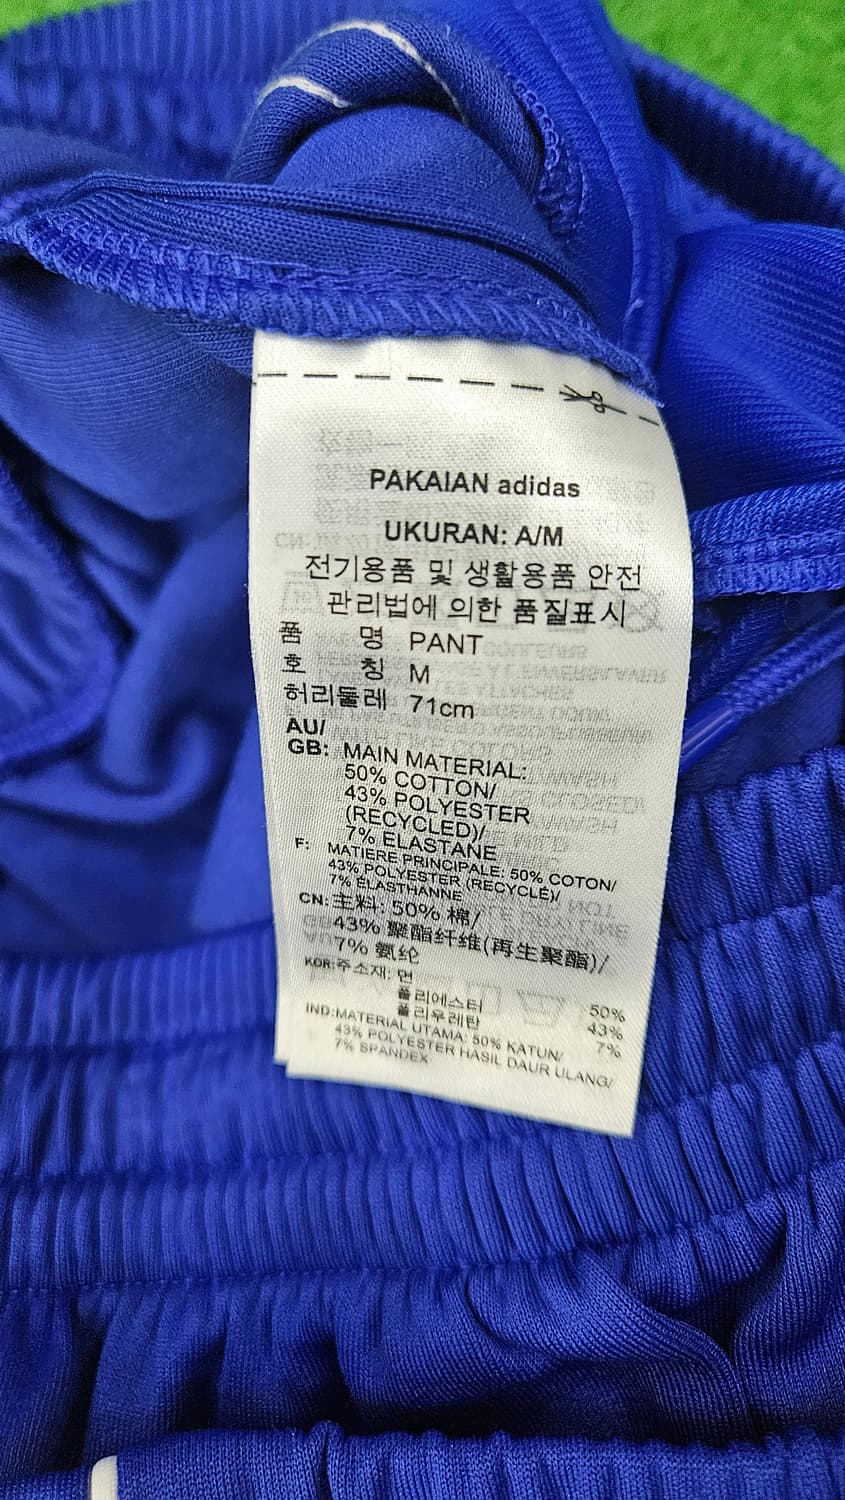 PAKAIAN adidas
UKURAN: A/M
전기용품 및 생활용품 안전
관리법에 의한 품질표시
품 명 PANT
호 칭 M
허리둘레 71cm
AU/
GB: MAIN MATERIAL:
50% COTTON/
43% POLYESTER
(RECYCLED)/
7% ELASTANE
F: MATIERE PRINCIPALE: 50% COTON/
43% POLYESTER (RECYCLÉ)/
7% ÉLASTHANNE
CN: 主料: 50% 棉/
43% 聚酯纤维(再生聚酯)/
7% 氨纶
KOR: 주소재: 면 50%
폴리에스터 43%
폴리우레탄 7%
IND: MATERIAL UTAMA: 50% KATUN/
43% POLYESTER HASIL DAUR ULANG/
7% SPANDEX